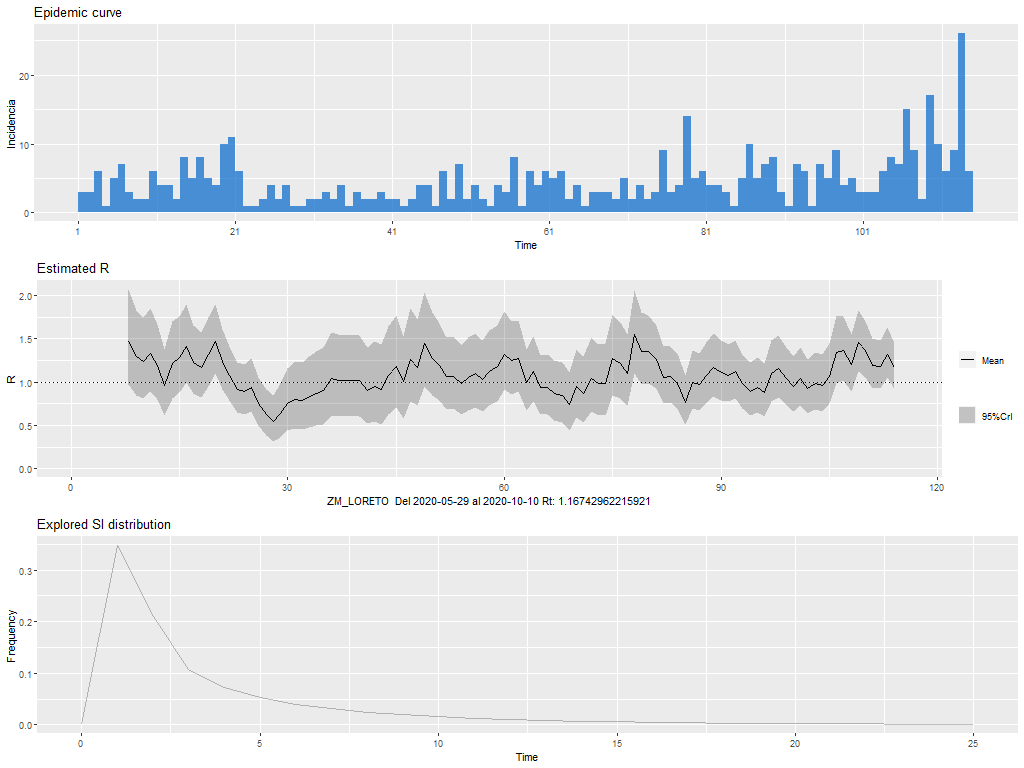 Epidemic curve
Incidencia
20
10
0
1 21 41 61 81 101
Time
Estimated R
R
2.0
1.5
1.0
0.5
0.0
0 30 60 90 120
ZM_LORETO Del 2020-05-29 al 2020-10-10 Rt: 1.16742962215921
Mean
95%CrI
Explored SI distribution
Frequency
0.3
0.2
0.1
0.0
0 5 10 15 20 25
Time